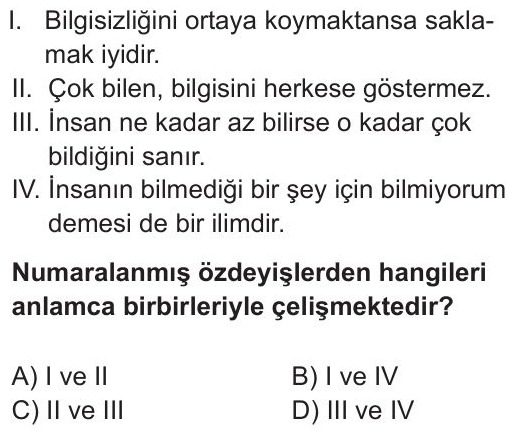 I. Bilgisizliğini ortaya koymaktansa sakla-
mak iyidir.
II. Çok bilen, bilgisini herkese göstermez.
III. İnsan ne kadar az bilirse o kadar çok
bildiğini sanır.
IV. İnsanın bilmediği bir şey için bilmiyorum
demesi de bir ilimdir.
Numaralanmış özdeyişlerden hangileri
anlamca birbirleriyle çelişmektedir?
A) I ve II B) I ve IV
C) II ve III D) III ve IV